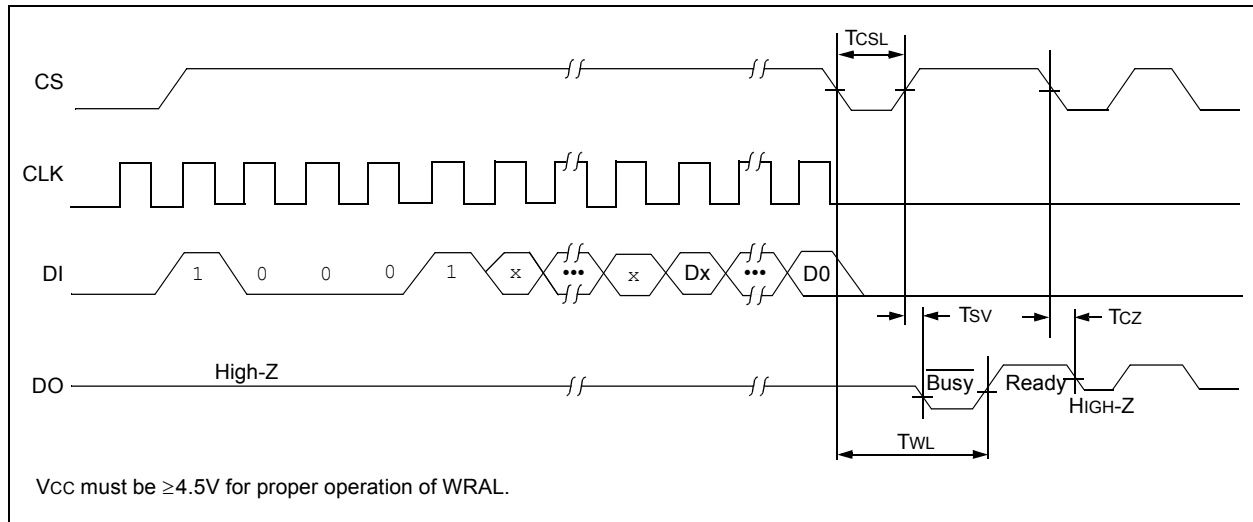 TCSL
CS
CLK
DI
1 0 0 0 1 x ••• x Dx ••• D0
TSV
TCZ
DO
High-Z
Busy
Ready
HIGH-Z
TWL
VCC must be ≥4.5V for proper operation of WRAL.